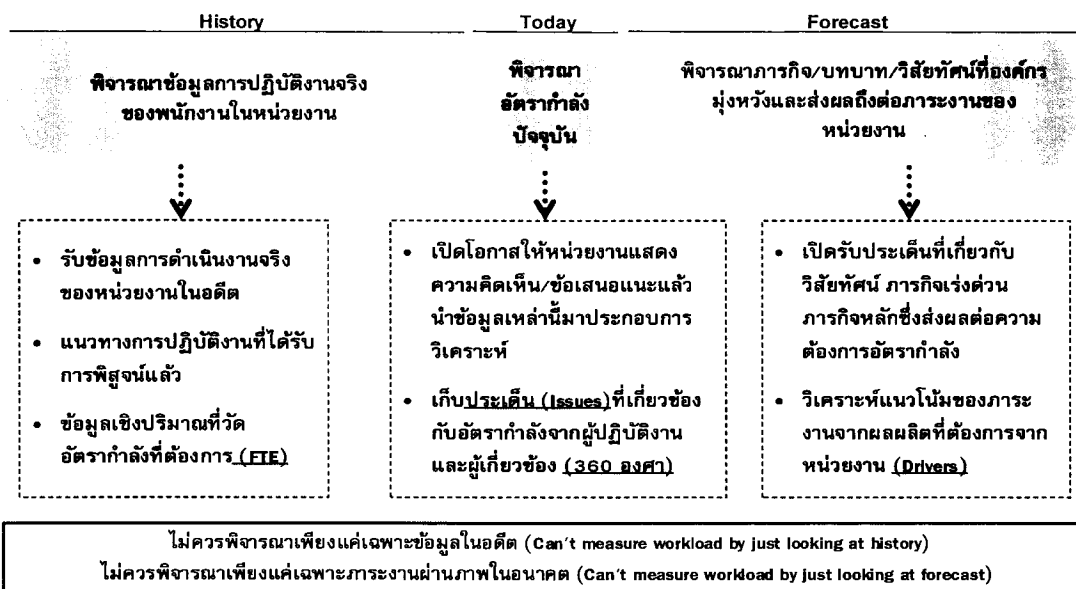 History
Today
Forecast
พิจารณาข้อมูลการปฏิบัติงานจริง
ของพนักงานในหน่วยงาน
พิจารณา
อัตรากำลัง
ปัจจุบัน
พิจารณาภารกิจ/บทบาท/วิสัยทัศน์ที่องค์กร
มุ่งหวังและส่งผลถึงต่อภาระงานของ
หน่วยงาน
• รับข้อมูลการดำเนินงานจริง
ของหน่วยงานในอดีต
• แนวทางการปฏิบัติงานที่ได้รับ
การพิสูจน์แล้ว
• ข้อมูลเชิงปริมาณที่วัด
อัตรากำลังที่ต้องการ (FTE)
• เปิดโอกาสให้หน่วยงานแสดง
ความคิดเห็น/ข้อเสนอแนะแล้ว
นำข้อมูลเหล่านี้มาประกอบการ
วิเคราะห์
• เก็บประเด็น (Issues)ที่เกี่ยวข้อง
กับอัตรากำลังจากผู้ปฏิบัติงาน
และผู้เกี่ยวข้อง (360 องศา)
• เปิดรับประเด็นที่เกี่ยวกับ
วิสัยทัศน์ ภารกิจเร่งด่วน
ภารกิจหลักซึ่งส่งผลต่อความ
ต้องการอัตรากำลัง
• วิเคราะห์แนวโน้มของภาระ
งานจากผลผลิตที่ต้องการจาก
หน่วยงาน (Drivers)
ไม่ควรพิจารณาเพียงแค่เฉพาะข้อมูลในอดีต (Can't measure workload by just looking at history)
ไม่ควรพิจารณาเพียงแค่เฉพาะภาระงานผ่านภาพในอนาคต (Can't measure workload by just looking at forecast)